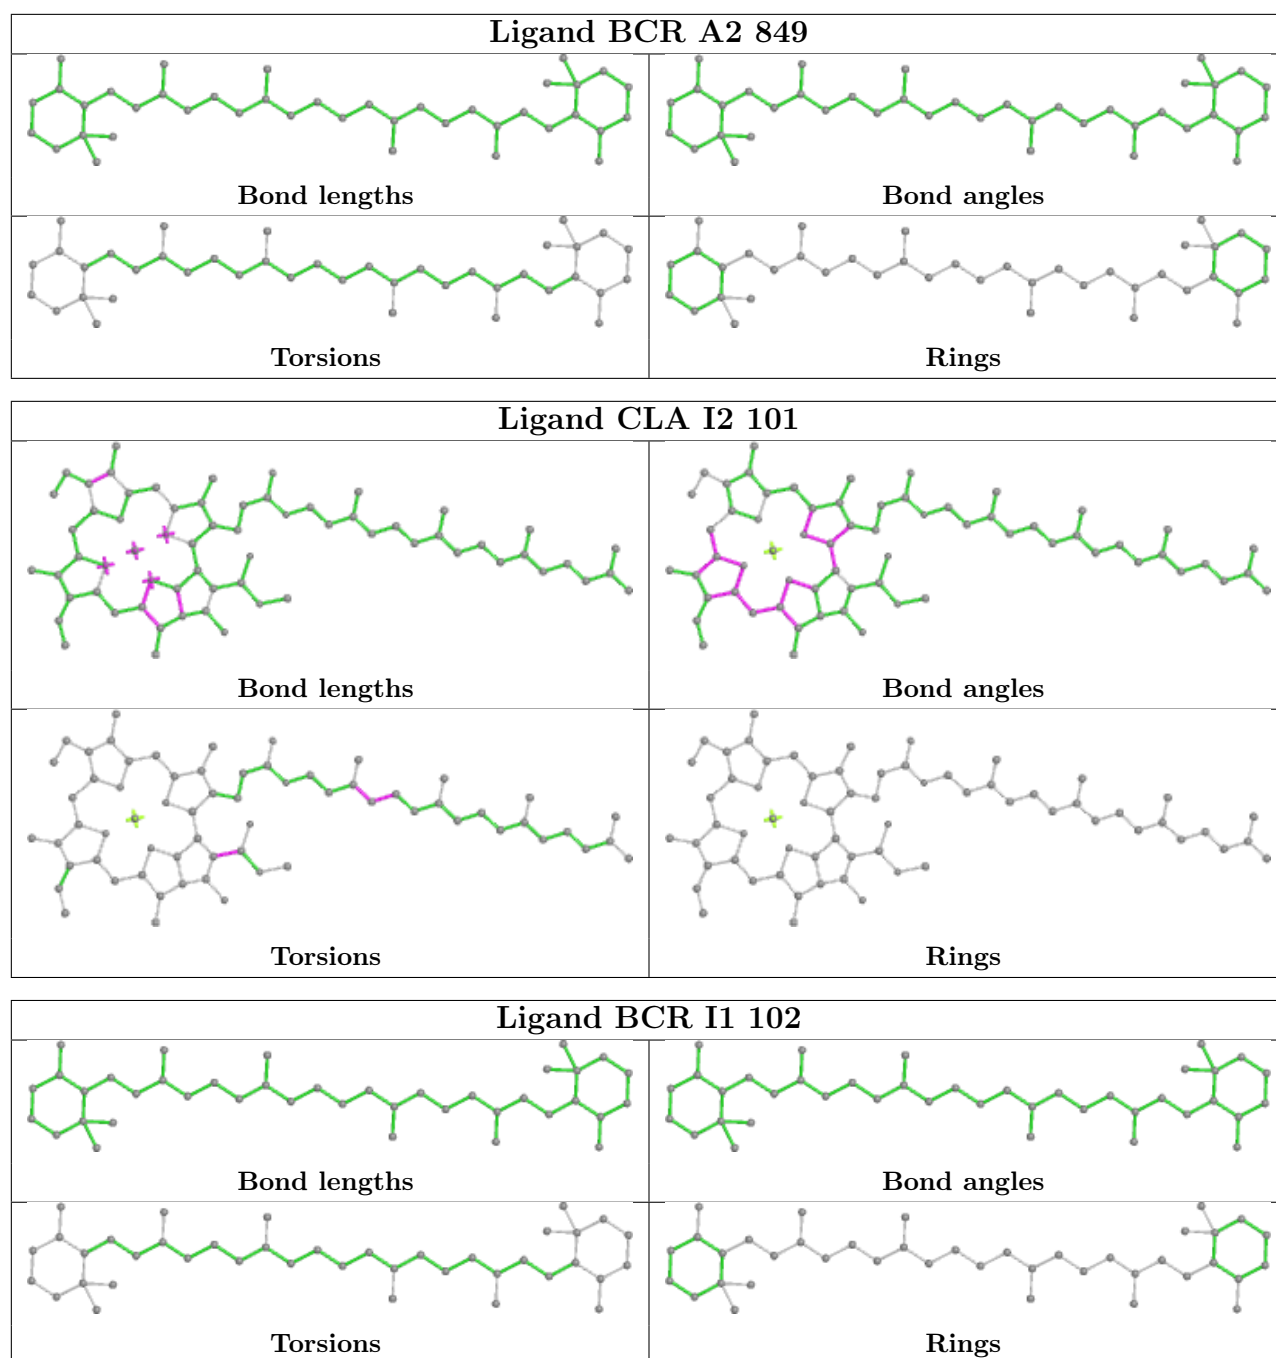 Ligand BCR A2 849
Bond lengths
Bond angles
Torsions
Rings
Ligand CLA I2 101
Bond lengths
Bond angles
Torsions
Rings
Ligand BCR I1 102
Bond lengths
Bond angles
Torsions
Rings